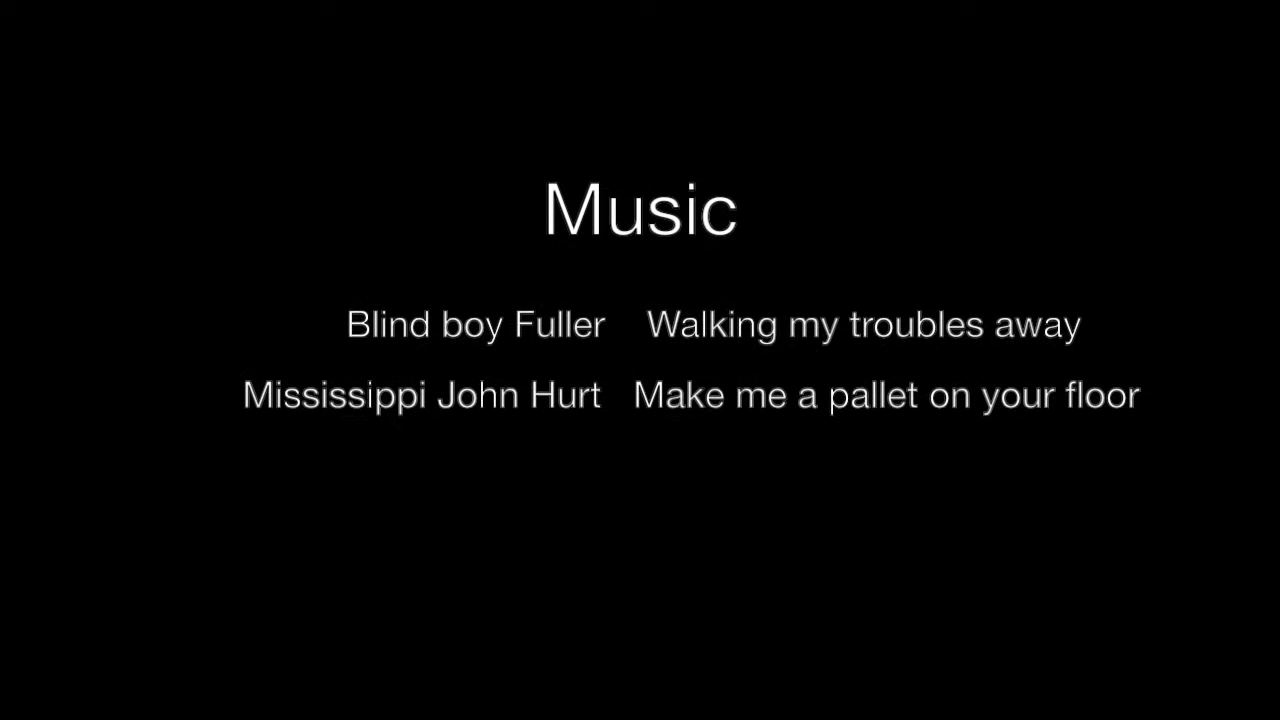 Music
Blind boy Fuller Walking my troubles away
Mississippi John Hurt Make me a pallet on your floor